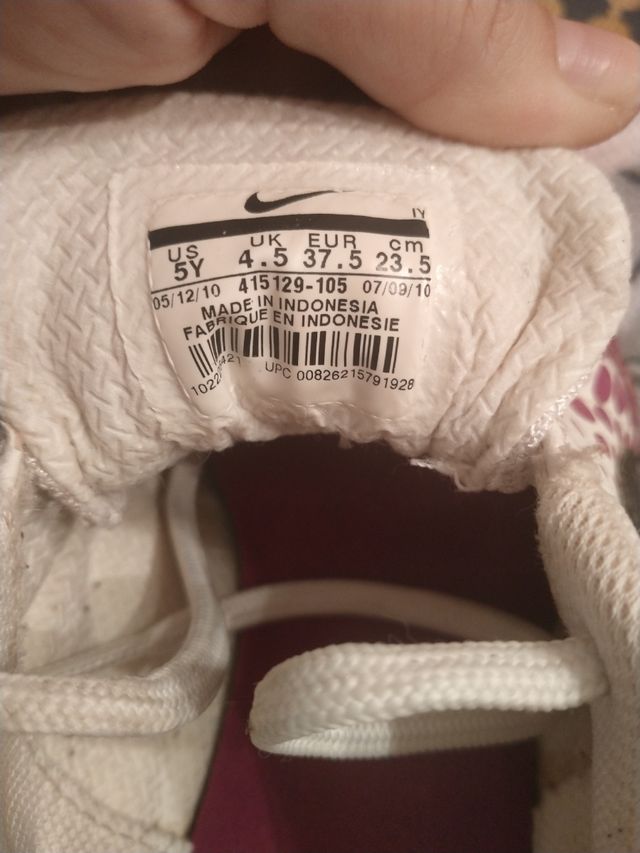 IY
US UK EUR cm
5Y 4.5 37.5 23.5
05/12/10 415129-105 07/09/10
MADE IN INDONESIA
FABRIQUE EN INDONESIE
UPC 00826215791928